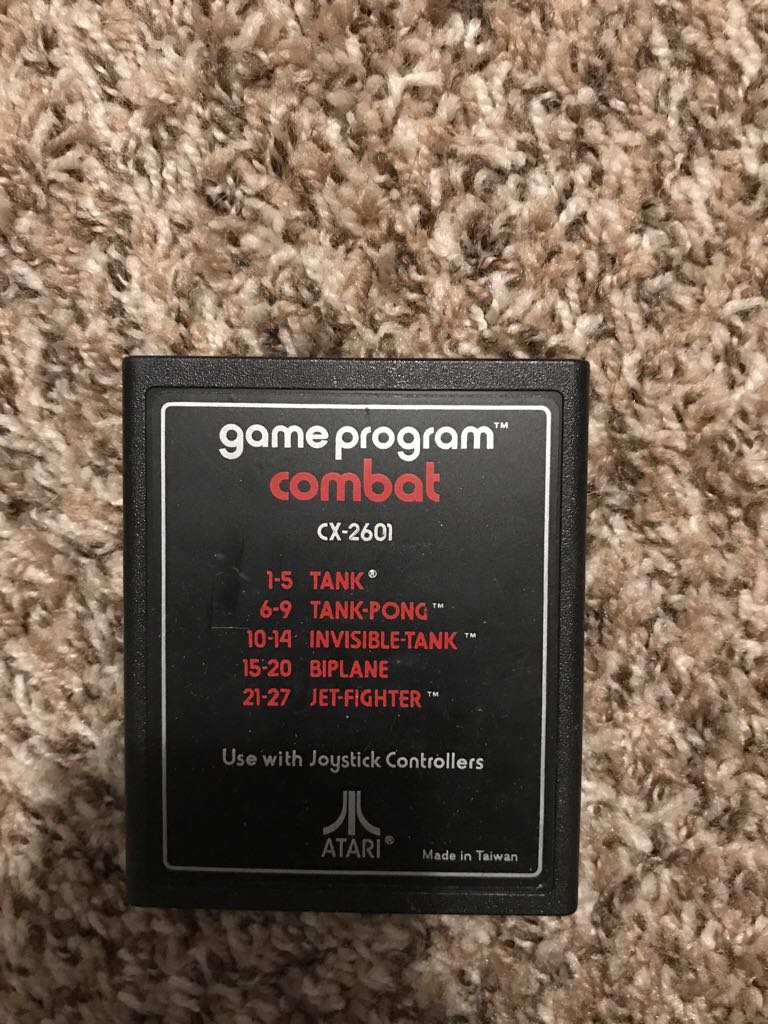 game program™
combat
CX-2601
1-5 TANK®
6-9 TANK-PONG™
10-14 INVISIBLE-TANK™
15-20 BIPLANE
21-27 JET-FIGHTER™
Use with Joystick Controllers
ATARI®
Made in Taiwan